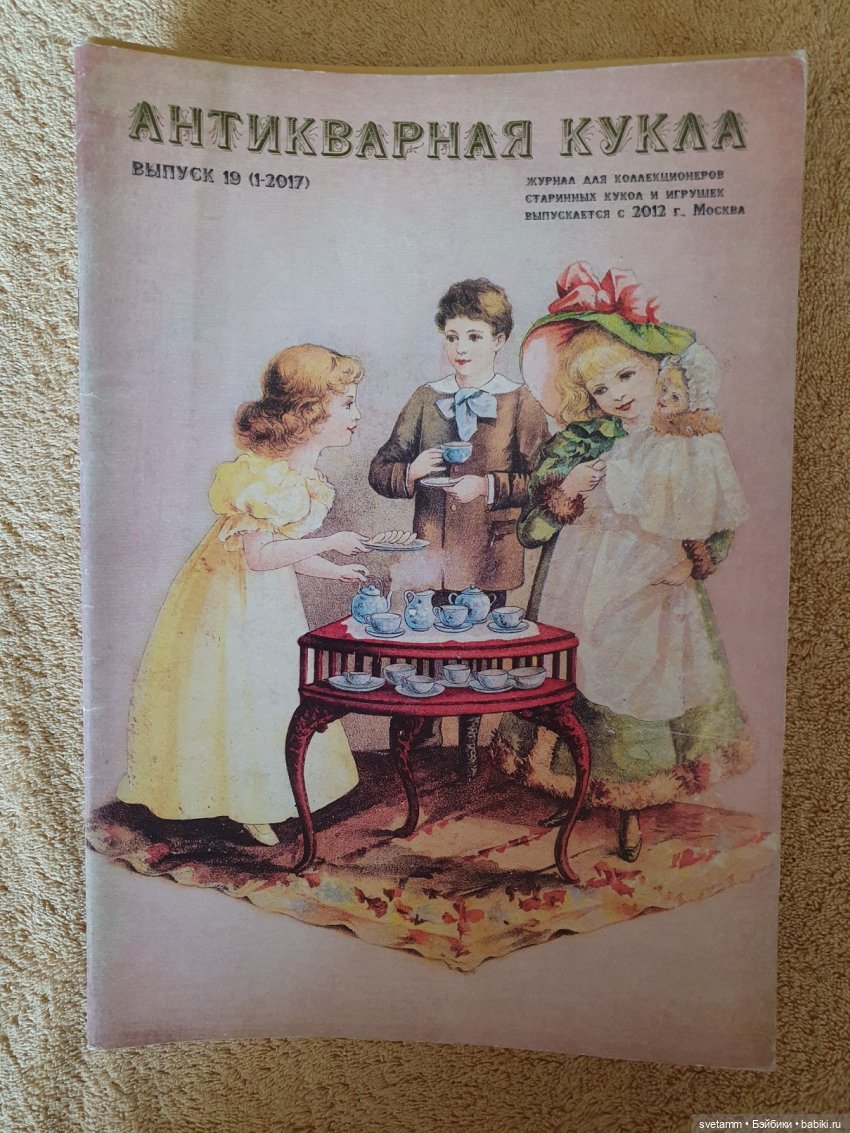 АНТИКВАРНАЯ КУКЛА
ВЫПУСК 19 (1-2017)
ЖУРНАЛ ДЛЯ КОЛЛЕКЦИОНЕРОВ
СТАРИННЫХ КУКОЛ И ИГРУШЕК
ВЫПУСКАЕТСЯ С 2012 Г., МОСКВА
svetamm • Бэйбики • babiki.ru